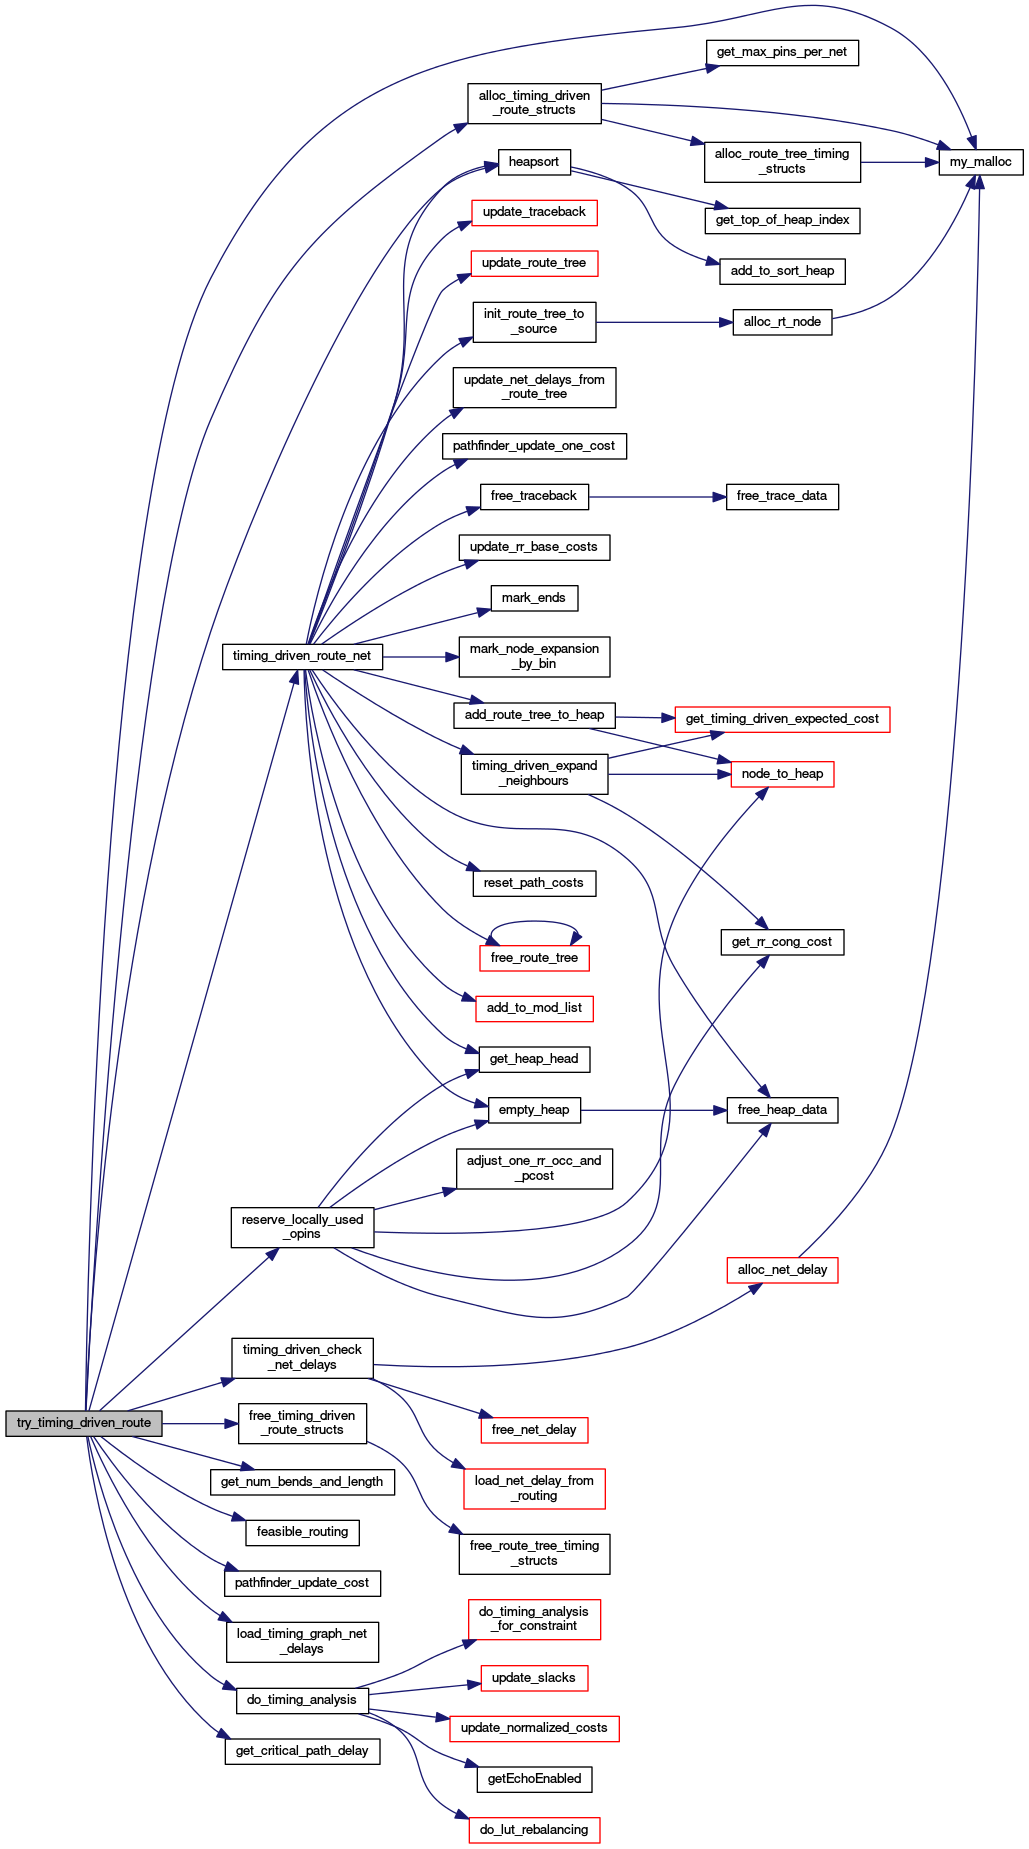 get_max_pins_per_net
alloc_timing_driven
_route_structs
alloc_route_tree_timing
_structs
my_malloc
heapsort
update_traceback
get_top_of_heap_index
update_route_tree
add_to_sort_heap
init_route_tree_to
_source
alloc_rt_node
update_net_delays_from
_route_tree
pathfinder_update_one_cost
free_traceback
free_trace_data
update_rr_base_costs
mark_ends
timing_driven_route_net
mark_node_expansion
_by_bin
add_route_tree_to_heap
get_timing_driven_expected_cost
timing_driven_expand
_neighbours
node_to_heap
reset_path_costs
get_rr_cong_cost
free_route_tree
add_to_mod_list
get_heap_head
empty_heap
free_heap_data
adjust_one_rr_occ_and
_pcost
reserve_locally_used
_opins
alloc_net_delay
timing_driven_check
_net_delays
try_timing_driven_route
free_timing_driven
_route_structs
free_net_delay
get_num_bends_and_length
load_net_delay_from
_routing
feasible_routing
free_route_tree_timing
_structs
pathfinder_update_cost
load_timing_graph_net
_delays
do_timing_analysis
_for_constraint
update_slacks
do_timing_analysis
update_normalized_costs
get_critical_path_delay
getEchoEnabled
do_lut_rebalancing